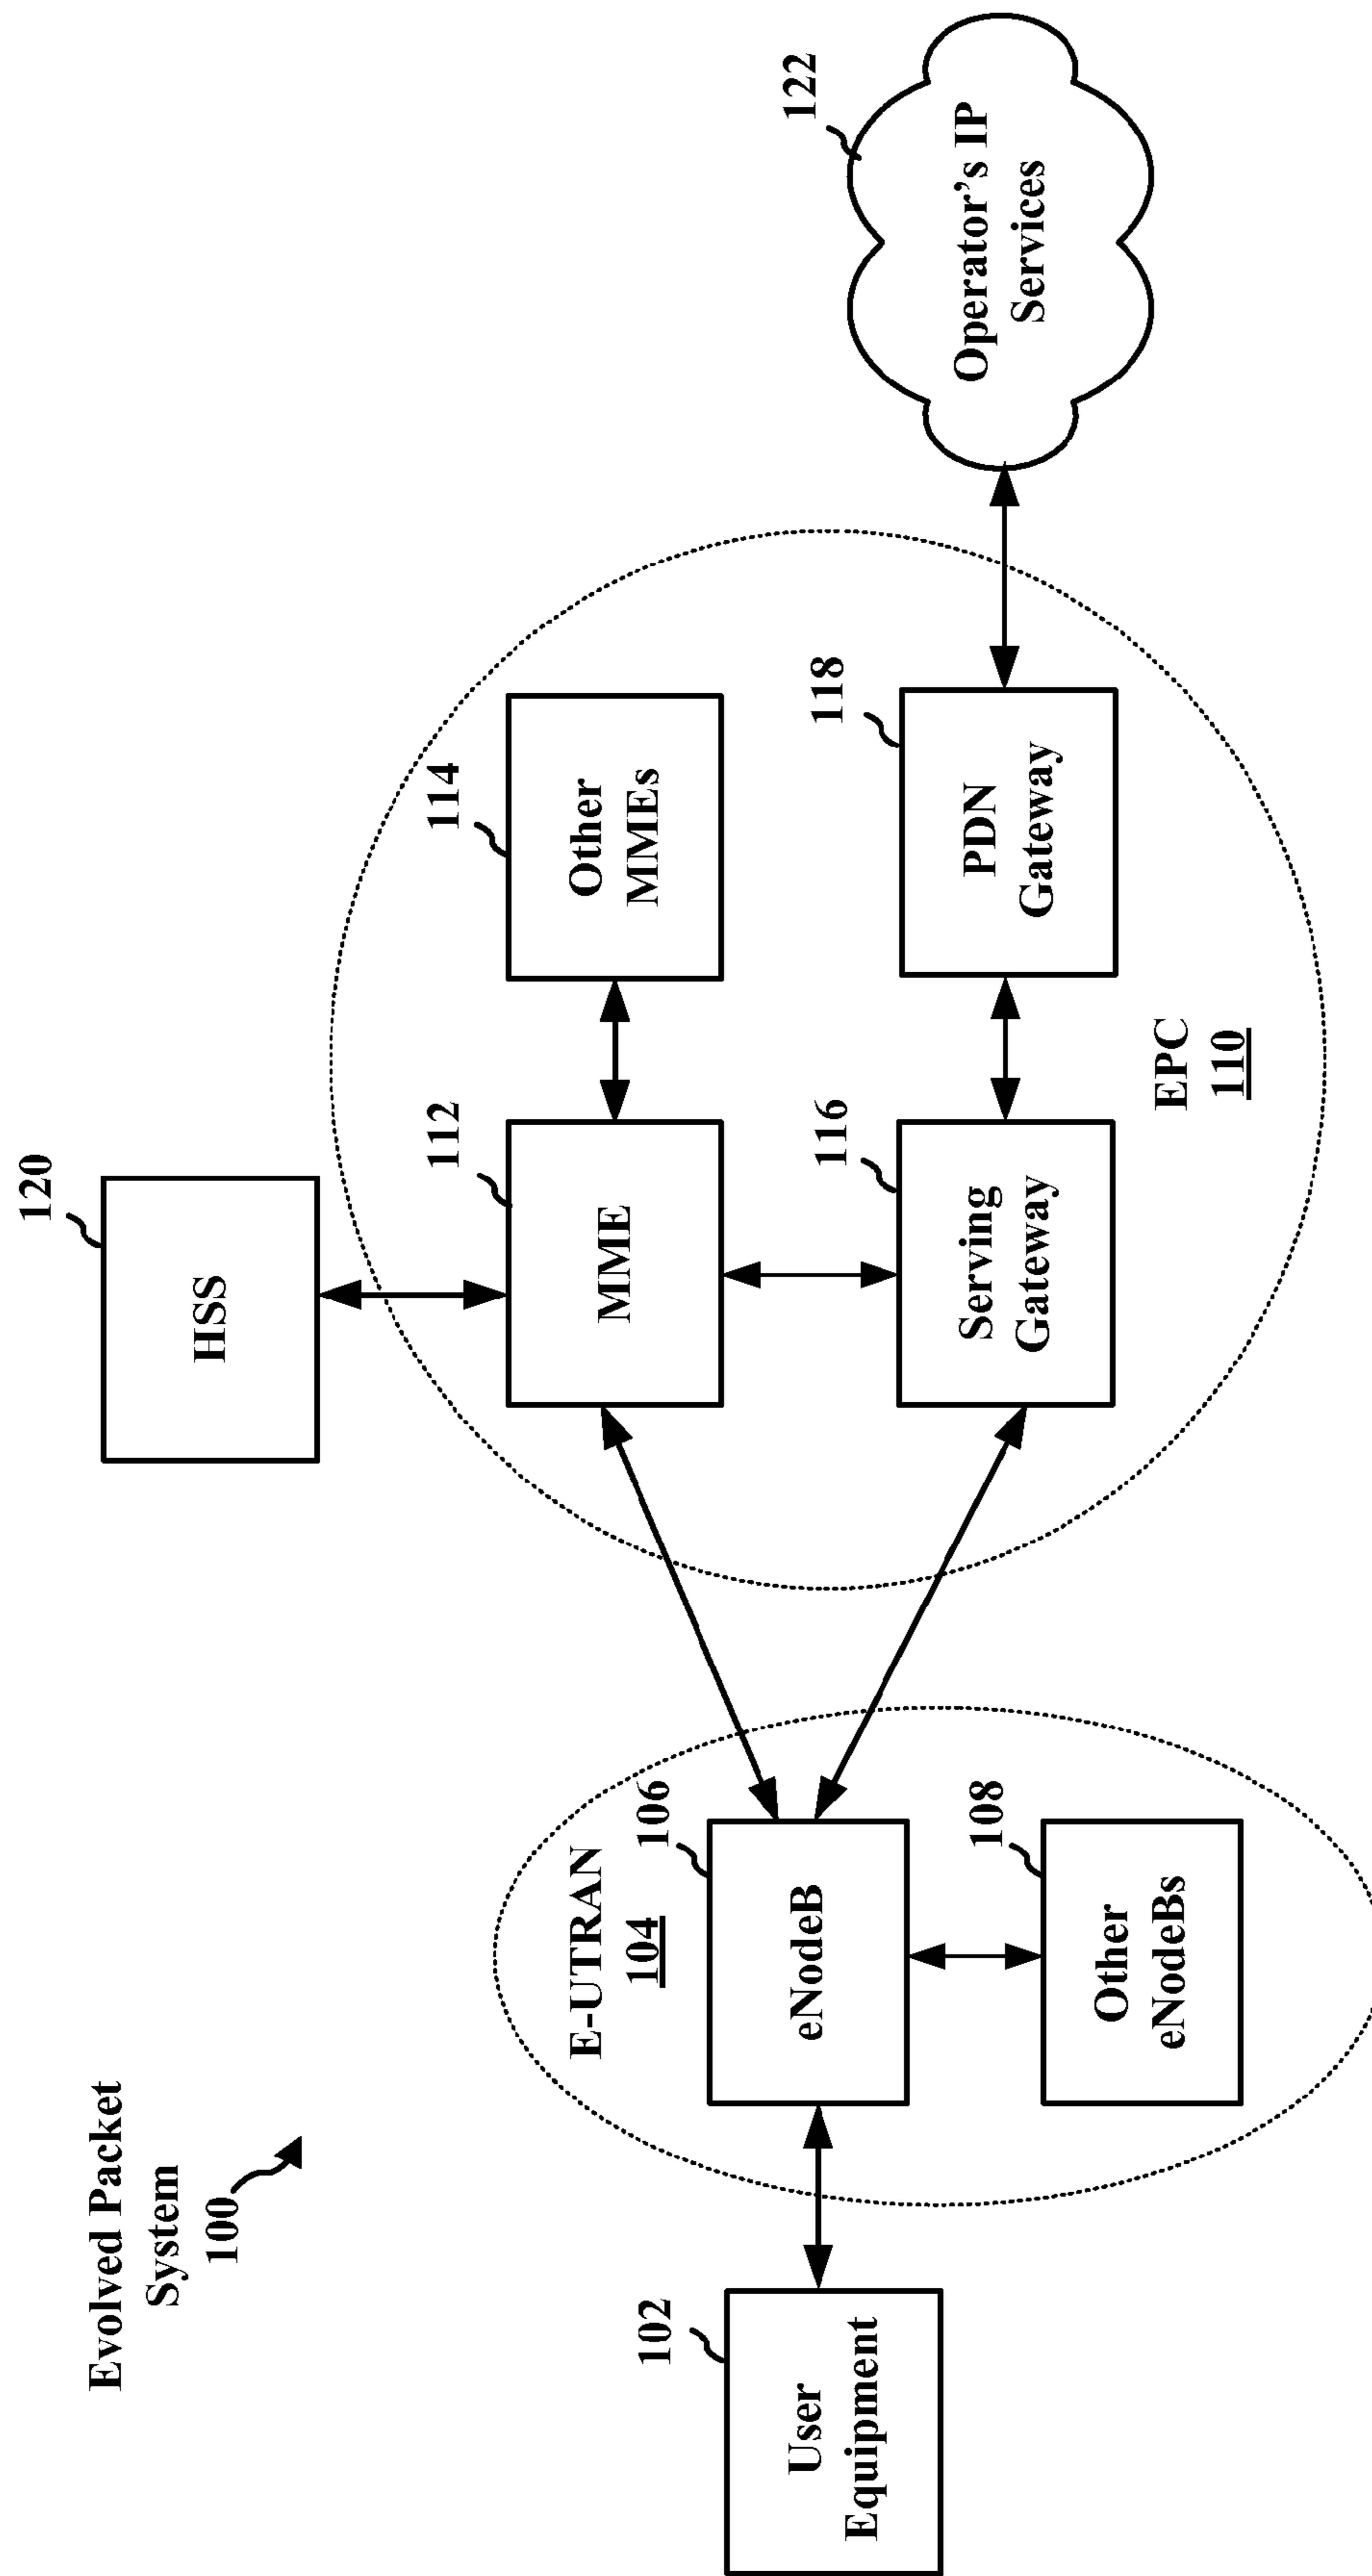 Evolved Packet
System
100
120
HSS
E-UTRAN
104
112
MME
114
Other
MMEs
102
User
Equipment
106
eNodeB
108
Other
eNodeBs
116
Serving
Gateway
118
PDN
Gateway
EPC
110
122
Operator's IP
Services